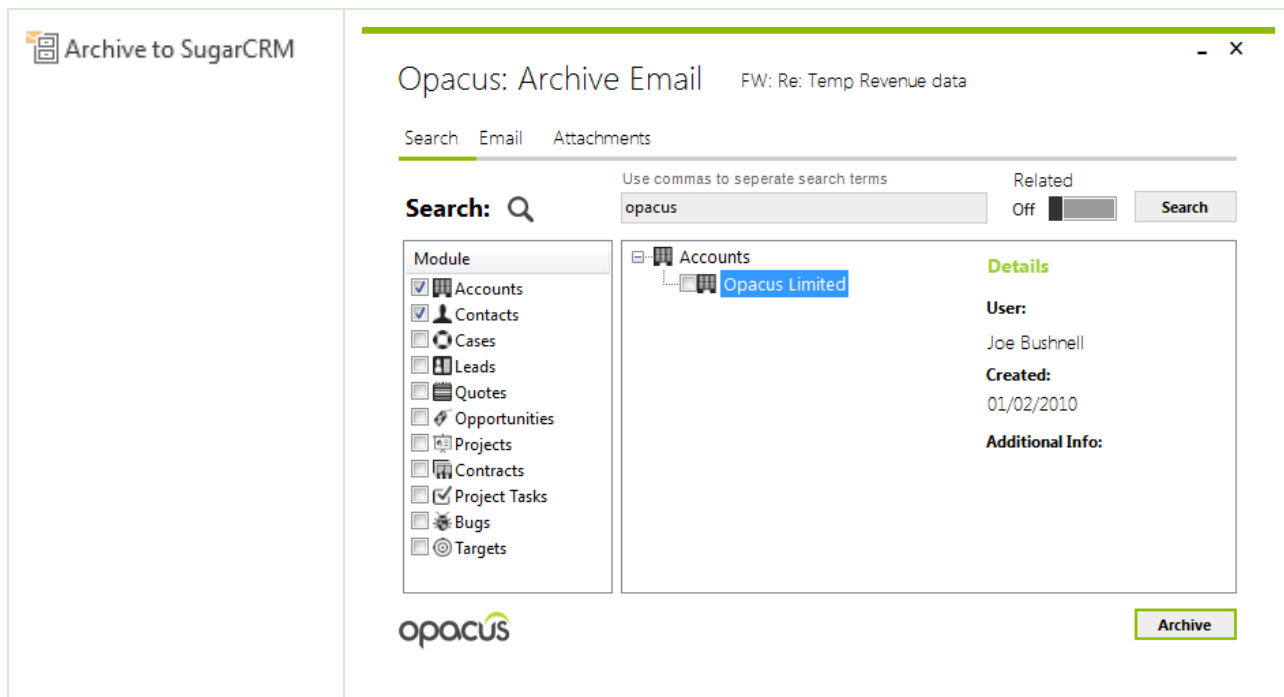 Archive to SugarCRM
Opacus: Archive Email FW: Re: Temp Revenue data
Search Email Attachments
Use commas to seperate search terms
Related
Search:
opacus
Off
Search
Module
Accounts
Contacts
Cases
Leads
Quotes
Opportunities
Projects
Contracts
Project Tasks
Bugs
Targets
Accounts
Opacus Limited
Details
User:
Joe Bushnell
Created:
01/02/2010
Additional Info:
opacus
Archive